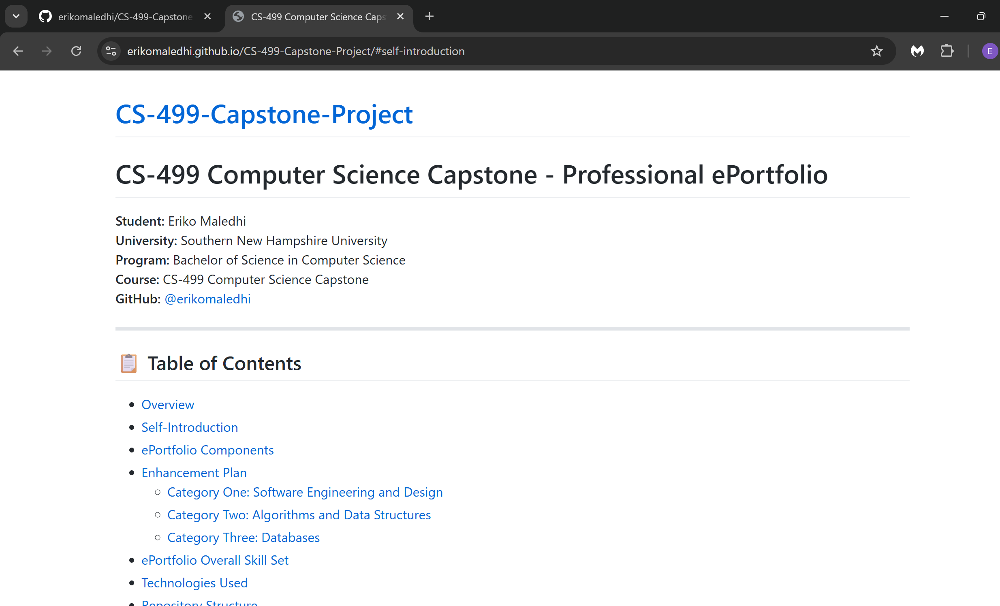 erikomaledhi/CS-499-Capstone
CS-499 Computer Science Caps
erikomaledhi.github.io/CS-499-Capstone-Project/#self-introduction
E
CS-499-Capstone-Project
CS-499 Computer Science Capstone - Professional ePortfolio
Student: Eriko Maledhi
University: Southern New Hampshire University
Program: Bachelor of Science in Computer Science
Course: CS-499 Computer Science Capstone
GitHub: @erikomaledhi
Table of Contents
Overview
Self-Introduction
ePortfolio Components
Enhancement Plan
Category One: Software Engineering and Design
Category Two: Algorithms and Data Structures
Category Three: Databases
ePortfolio Overall Skill Set
Technologies Used
Repository Structure